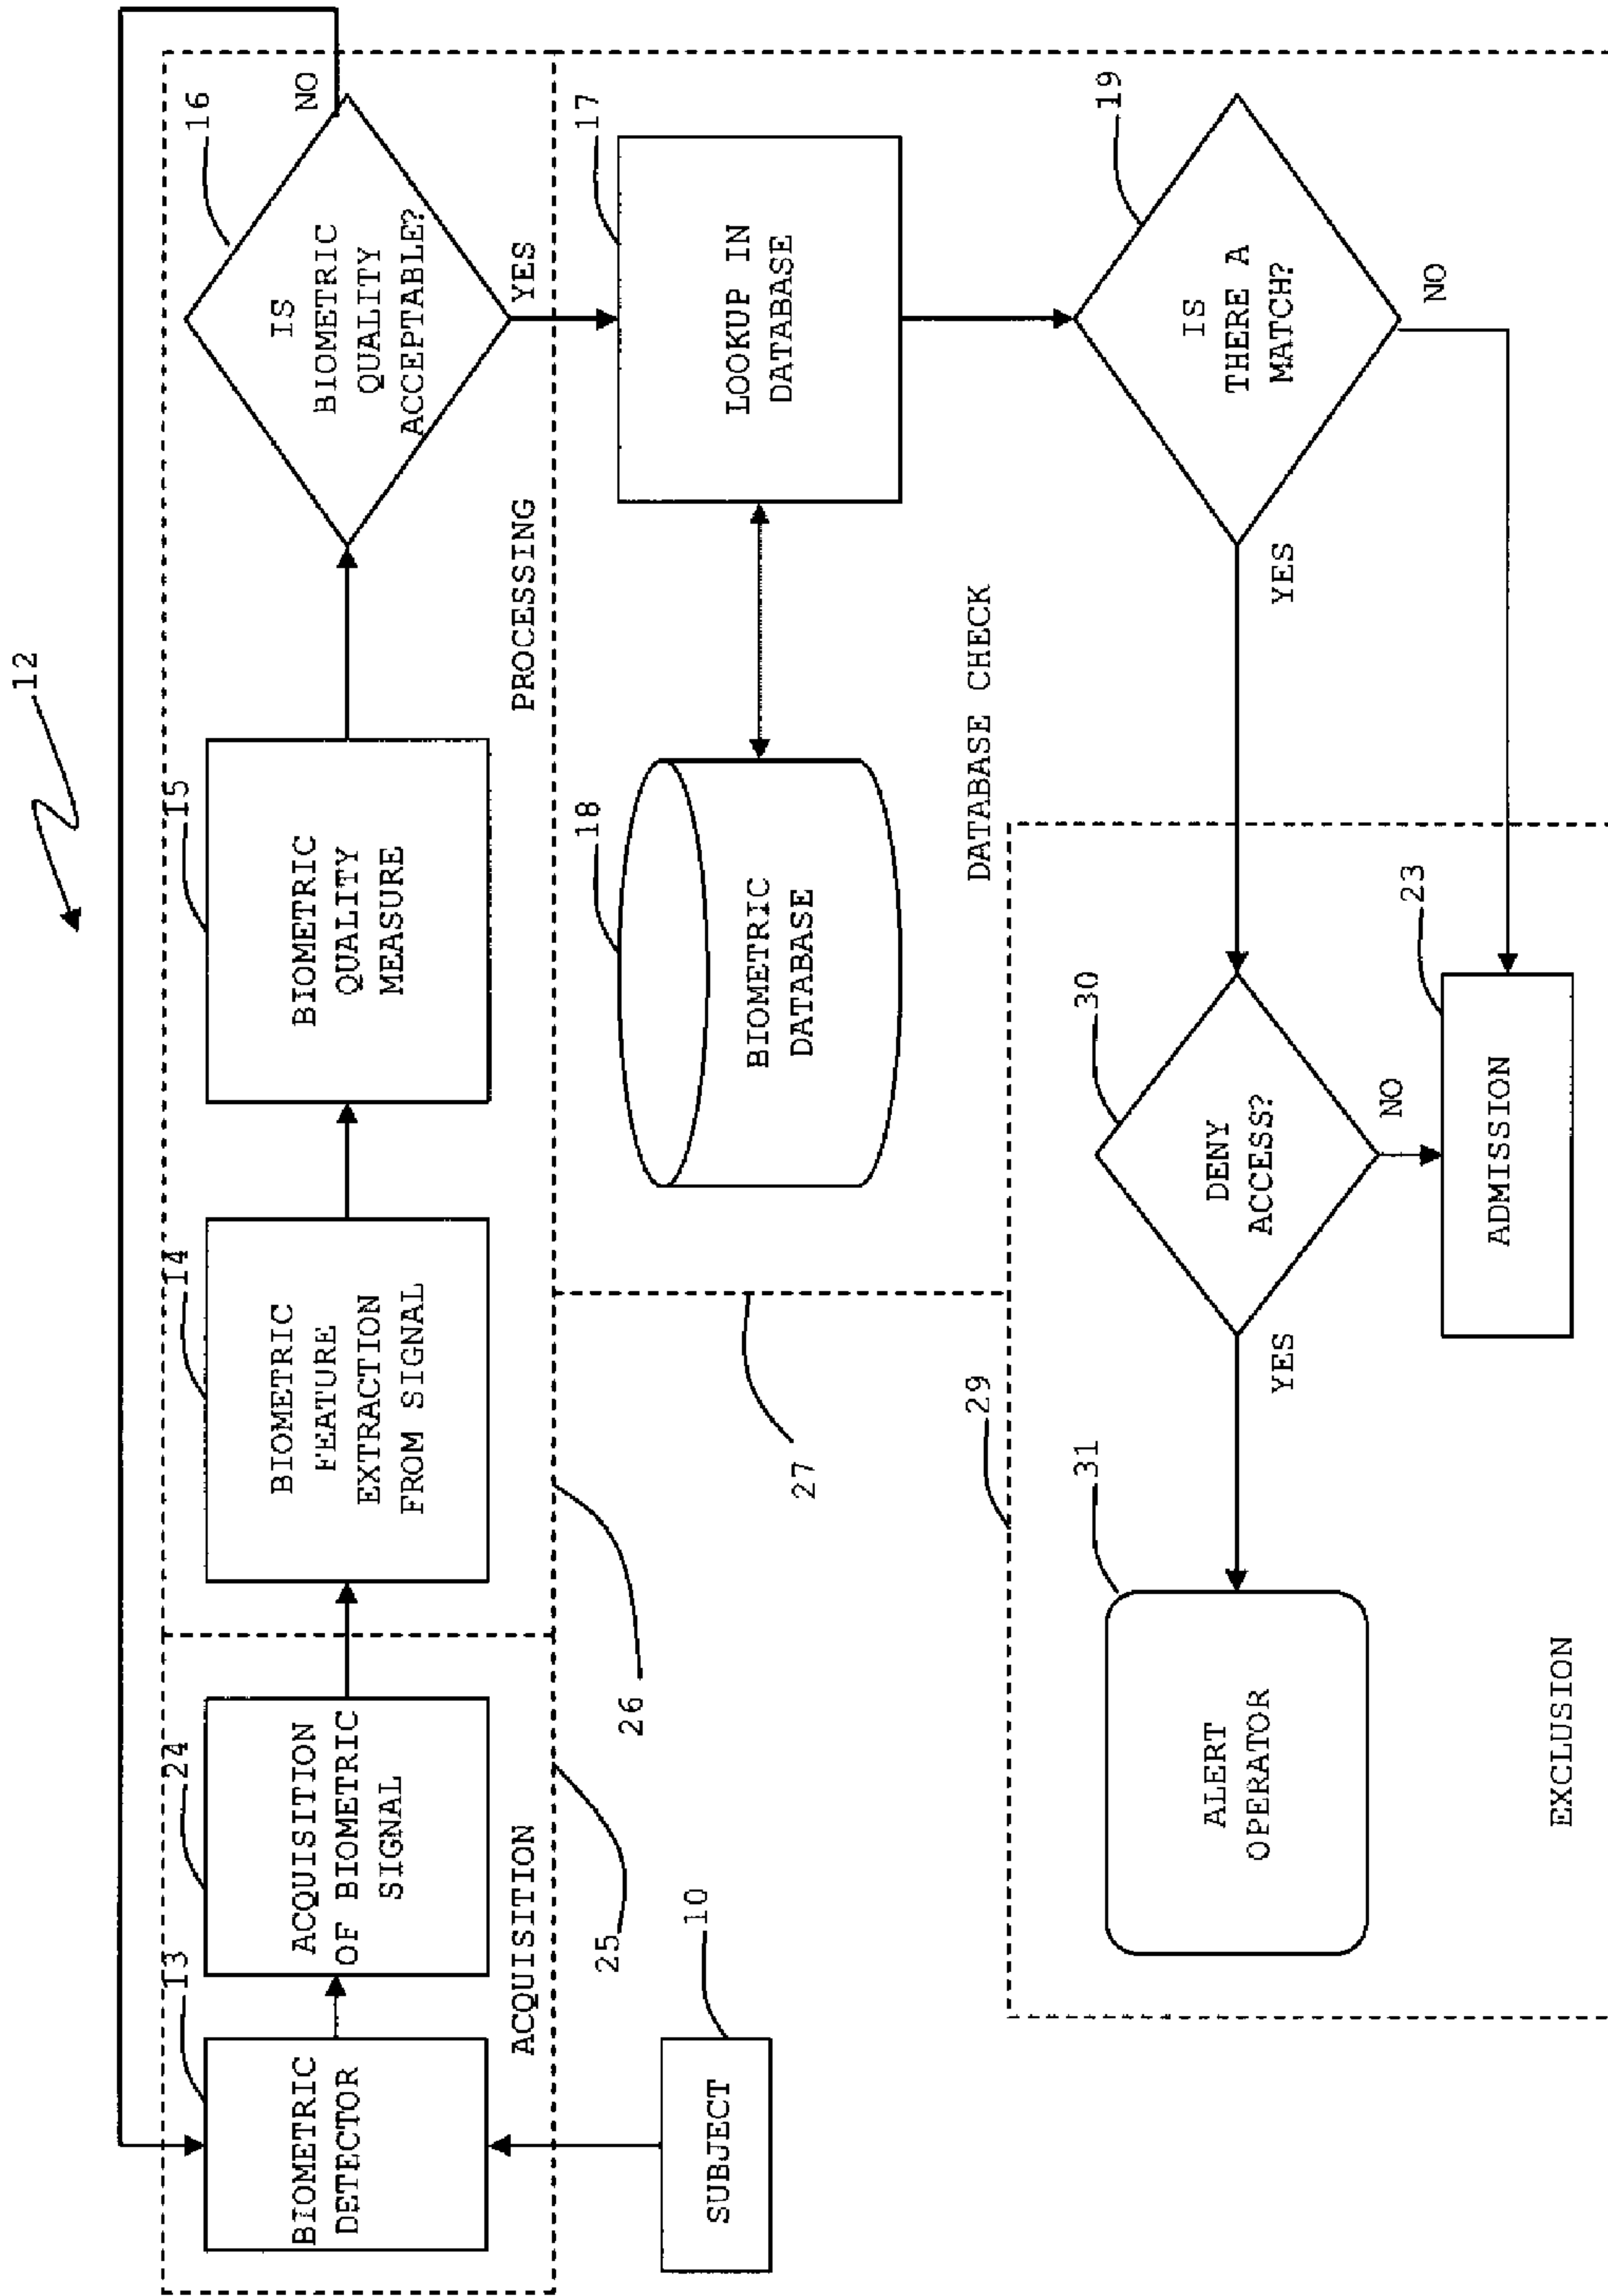 12
13
BIOMETRIC
DETECTOR
24
ACQUISITION
OF BIOMETRIC
SIGNAL
14
BIOMETRIC
FEATURE
EXTRACTION
FROM SIGNAL
15
BIOMETRIC
QUALITY
MEASURE
16
IS
BIOMETRIC
QUALITY
ACCEPTABLE?
NO
YES
ACQUISITION
PROCESSING
25
26
10
SUBJECT
18
BIOMETRIC
DATABASE
17
LOOKUP IN
DATABASE
27
DATABASE CHECK
29
31
ALERT
OPERATOR
YES
30
DENY
ACCESS?
NO
YES
19
IS
THERE A
MATCH?
NO
23
ADMISSION
EXCLUSION